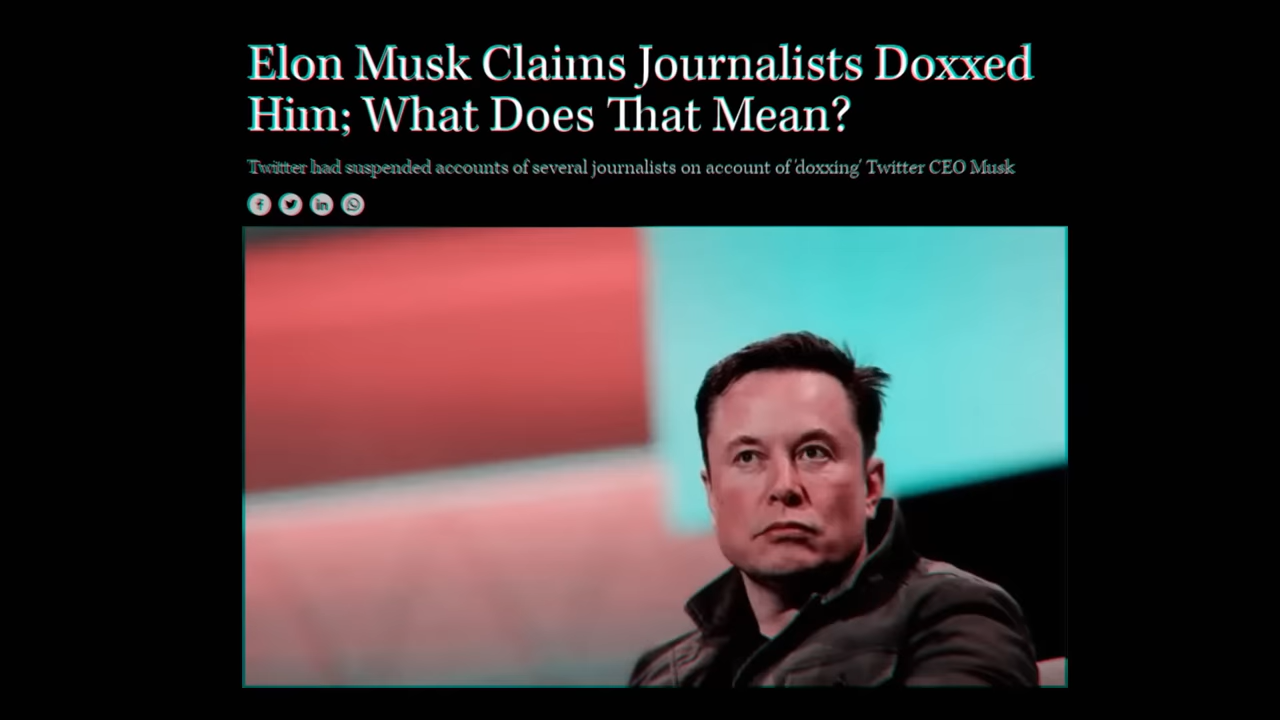 Elon Musk Claims Journalists Doxxed
Him; What Does That Mean?
Twitter had suspended accounts of several journalists on account of 'doxxing' Twitter CEO Musk